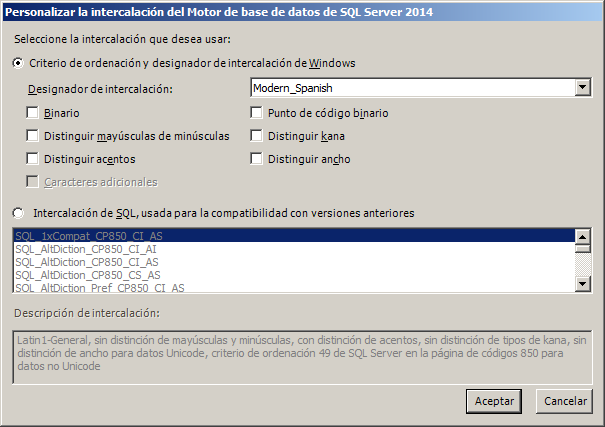 Personalizar la intercalación del Motor de base de datos de SQL Server 2014
Seleccione la intercalación que desea usar:
Criterio de ordenación y designador de intercalación de Windows
Designador de intercalación:
Modern_Spanish
Binario
Punto de código binario
Distinguir mayúsculas de minúsculas
Distinguir kana
Distinguir acentos
Distinguir ancho
Caracteres adicionales
Intercalación de SQL, usada para la compatibilidad con versiones anteriores
SQL_1xCompat_CP850_CI_AS
SQL_AltDiction_CP850_CI_AI
SQL_AltDiction_CP850_CI_AS
SQL_AltDiction_CP850_CS_AS
SQL_AltDiction_Pref_CP850_CI_AS
Descripción de intercalación:
Latin1-General, sin distinción de mayúsculas y minúsculas, con distinción de acentos, sin distinción de tipos de kana, sin
distinción de ancho para datos Unicode, criterio de ordenación 49 de SQL Server en la página de códigos 850 para
datos no Unicode
Aceptar
Cancelar